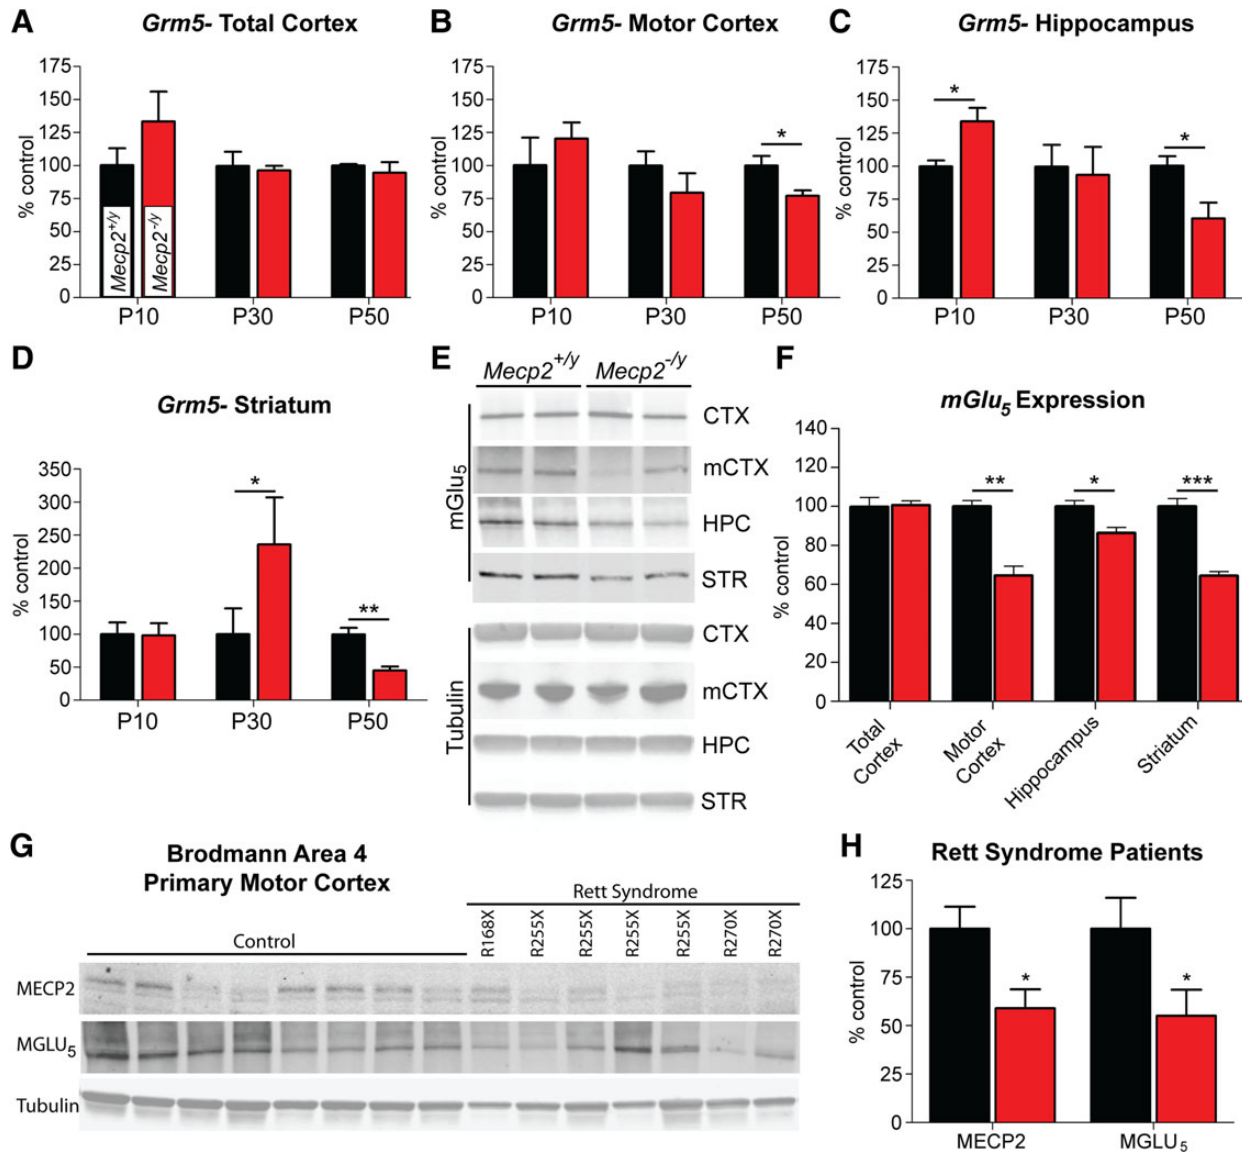 A
Grm5- Total Cortex
% control
175
150
125
100
75
50
25
0
Mecp2+/y
Mecp2-/y
P10
P30
P50
B
Grm5- Motor Cortex
% control
175
150
125
100
75
50
25
0
*
P10
P30
P50
C
Grm5- Hippocampus
% control
175
150
125
100
75
50
25
0
*
*
P10
P30
P50
D
Grm5- Striatum
% control
350
300
250
200
150
100
50
0
*
**
P10
P30
P50
E
Mecp2+/y Mecp2-/y
mGlu5
CTX
mCTX
HPC
STR
Tubulin
CTX
mCTX
HPC
STR
F
mGlu5 Expression
% control
140
120
100
80
60
40
20
0
**
*
***
Total
Cortex
Motor
Cortex
Hippocampus
Striatum
G
Brodmann Area 4
Primary Motor Cortex
Rett Syndrome
Control
R168X
R255X
R255X
R255X
R255X
R270X
R270X
MECP2
MGLU5
Tubulin
H
Rett Syndrome Patients
% control
125
100
75
50
25
0
*
*
MECP2
MGLU5